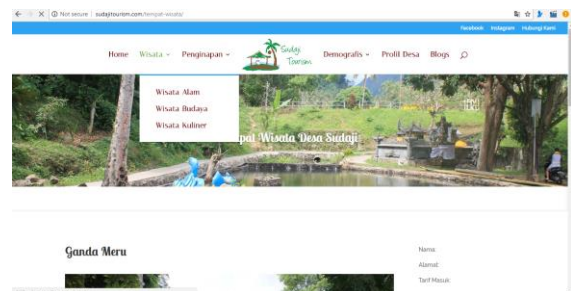 Not secure | sudajitourism.com/tempat-wisata/
Facebook Instagram Hubungi Kami
Home Wisata Penginapan Sudaji Tourism Demografis Profil Desa Blogs
Wisata Alam
Wisata Budaya
Wisata Kuliner
pat Wisata Desa Sudaji
Ganda Meru
Nama
Alamat
Tarif Masuk